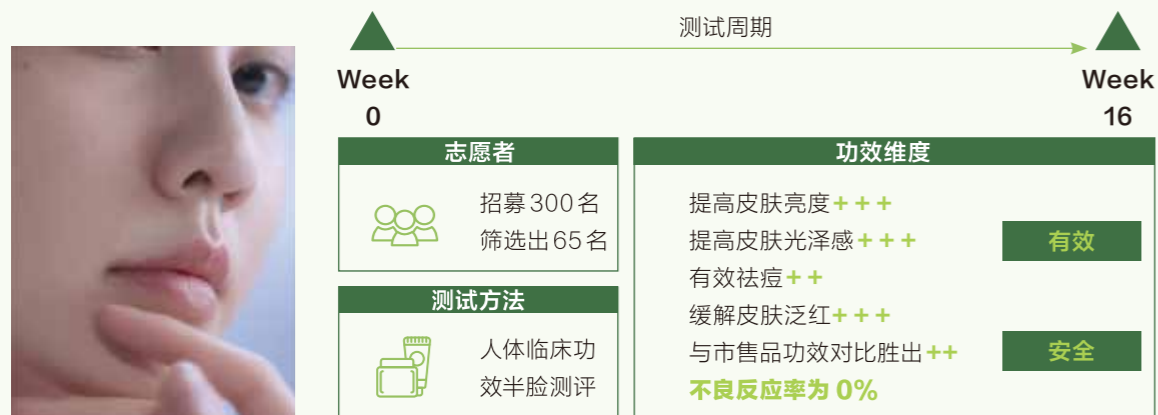 测试周期
Week
0
Week
16
志愿者
招募300名
筛选出65名
测试方法
人体临床功
效半脸测评
功效维度
提高皮肤亮度+++
提高皮肤光泽感+++
有效祛痘++
缓解皮肤泛红+++
与市售品功效对比胜出++
不良反应率为 0%
有效
安全